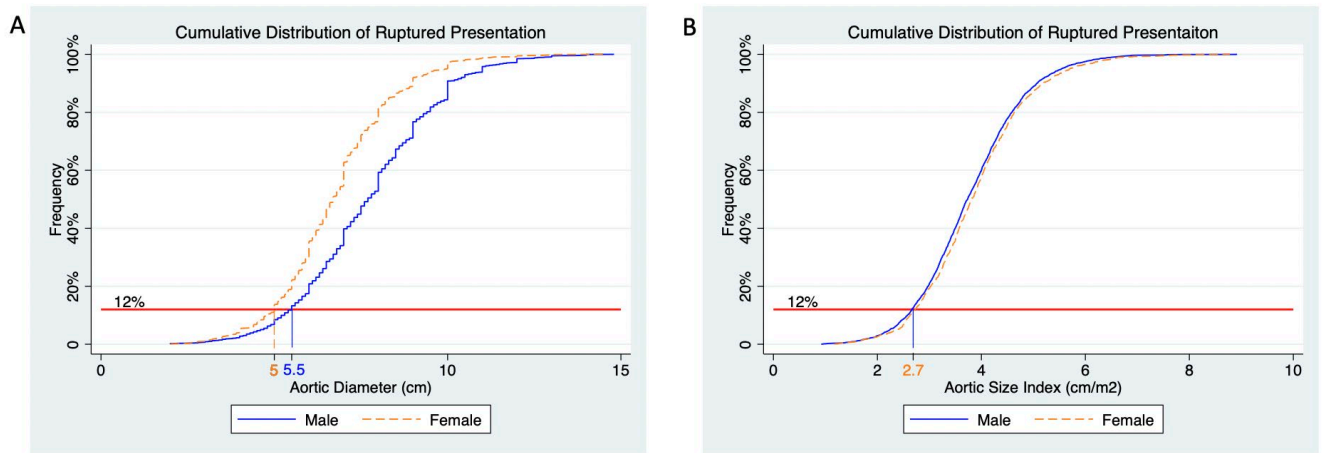 A
Cumulative Distribution of Ruptured Presentation
Frequency
100%
80%
60%
40%
20%
0
12%
0
5
5.5
10
15
Aortic Diameter (cm)
Male
Female
B
Cumulative Distribution of Ruptured Presentaiton
Frequency
100%
80%
60%
40%
20%
0
12%
0
2
2.7
4
6
8
10
Aortic Size Index (cm/m2)
Male
Female